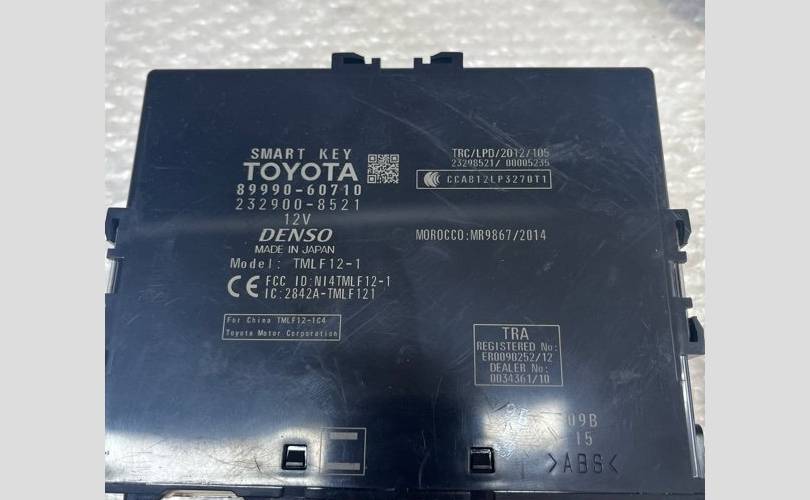 SMART KEY
TOYOTA
89990-60710
232900-8521
12V
DENSO
MADE IN JAPAN
Model: TMLF12-1
CE FCC ID:NI4TMLF12-1
IC:2842A-TMLF121
For China TMLF12-1C4
Toyota Motor Corporation
TRC/LPD/2012/105
23298521/ 00005235
CCAB12LP3270T1
MOROCCO:MR9867/2014
TRA
REGISTERED No:
ER0090252/12
DEALER No:
0034361/10
09B
15
>ABS<